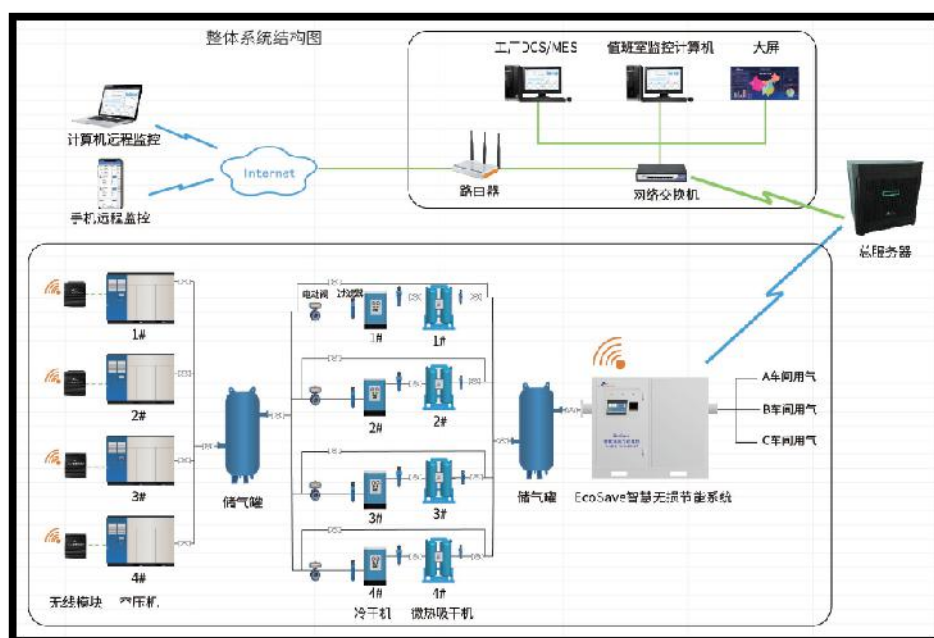 整体系统结构图
工厂DCS/MES
值班室监控计算机
大屏
计算机远程监控
Internet
路由器
网络交换机
手机远程监控
总服务器
电动阀
过滤器
1#
1#
1#
2#
2#
2#
3#
3#
3#
4#
4#
4#
储气罐
储气罐
EcoSave智慧无损节能系统
A车间用气
B车间用气
C车间用气
无线模块
空压机
冷干机
微热吸干机